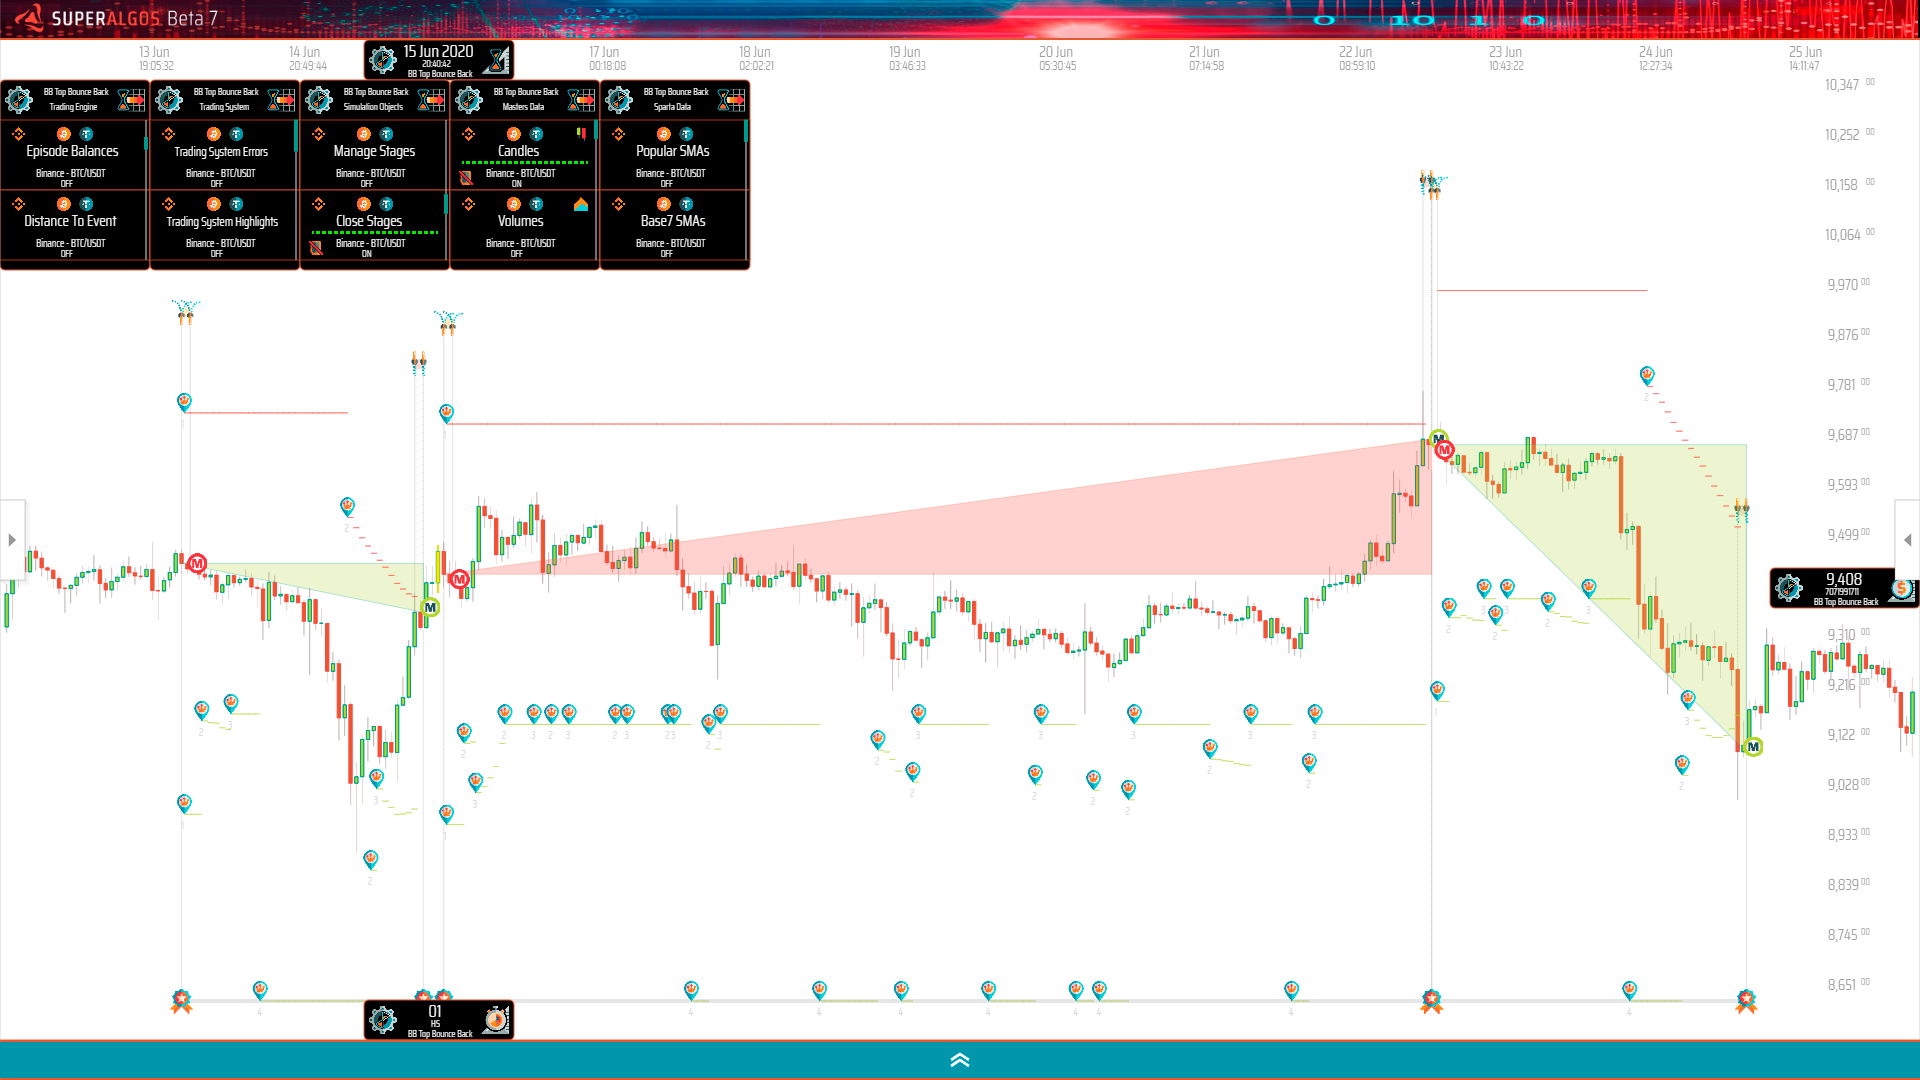 SUPERALGOS Beta 7
0 10 1 0
13 Jun
19:05:32
14 Jun
20:49:44
15 Jun 2020
20:40:42
BB Top Bounce Back
17 Jun
00:18:08
18 Jun
02:02:21
19 Jun
03:46:33
20 Jun
05:30:45
21 Jun
07:14:58
22 Jun
08:59:10
23 Jun
10:43:22
24 Jun
12:27:34
25 Jun
14:11:47
BB Top Bounce Back
Trading Engine
BB Top Bounce Back
Trading System
BB Top Bounce Back
Simulation Objects
BB Top Bounce Back
Masters Data
BB Top Bounce Back
Sparta Data
Episode Balances
Binance - BTC/USDT
OFF
Trading System Errors
Binance - BTC/USDT
OFF
Manage Stages
Binance - BTC/USDT
OFF
Candles
Binance - BTC/USDT
ON
Popular SMAs
Binance - BTC/USDT
OFF
Distance To Event
Binance - BTC/USDT
OFF
Trading System Highlights
Binance - BTC/USDT
OFF
Close Stages
Binance - BTC/USDT
ON
Volumes
Binance - BTC/USDT
OFF
Base7 SMAs
Binance - BTC/USDT
OFF
10,347 00
10,252 00
10,158 00
10,064 00
9,970 00
9,876 00
9,781 00
9,687 00
9,593 00
9,499 00
9,408
7071991711
BB Top Bounce Back
9,310 00
9,216 00
9,122 00
9,028 00
8,933 00
8,839 00
8,745 00
8,651 00
01
HS
BB Top Bounce Back